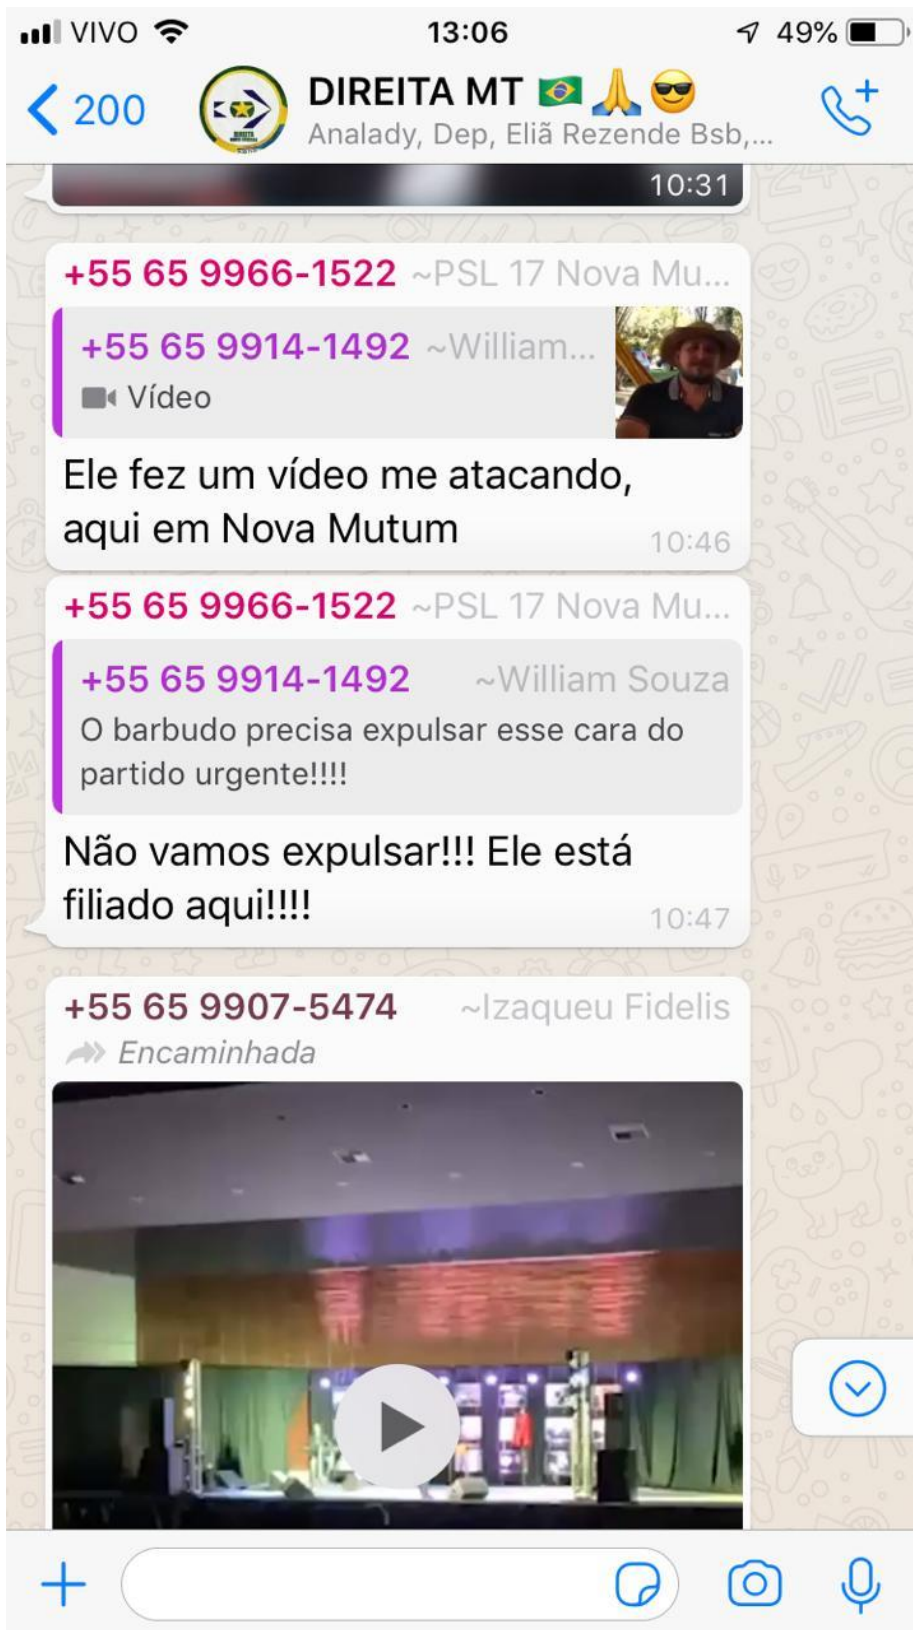 VIVO 13:06 49%
200 DIREITA MT 🇧🇷🙏😎
Analady, Dep, Eliã Rezende Bsb,...
10:31
+55 65 9966-1522 ~PSL 17 Nova Mu...
+55 65 9914-1492 ~William...
Vídeo
Ele fez um vídeo me atacando,
aqui em Nova Mutum
10:46
+55 65 9966-1522 ~PSL 17 Nova Mu...
+55 65 9914-1492 ~William Souza
O barbudo precisa expulsar esse cara do
partido urgente!!!!
Não vamos expulsar!!! Ele está
filiado aqui!!!!
10:47
+55 65 9907-5474 ~Izaqueu Fidelis
Encaminhada